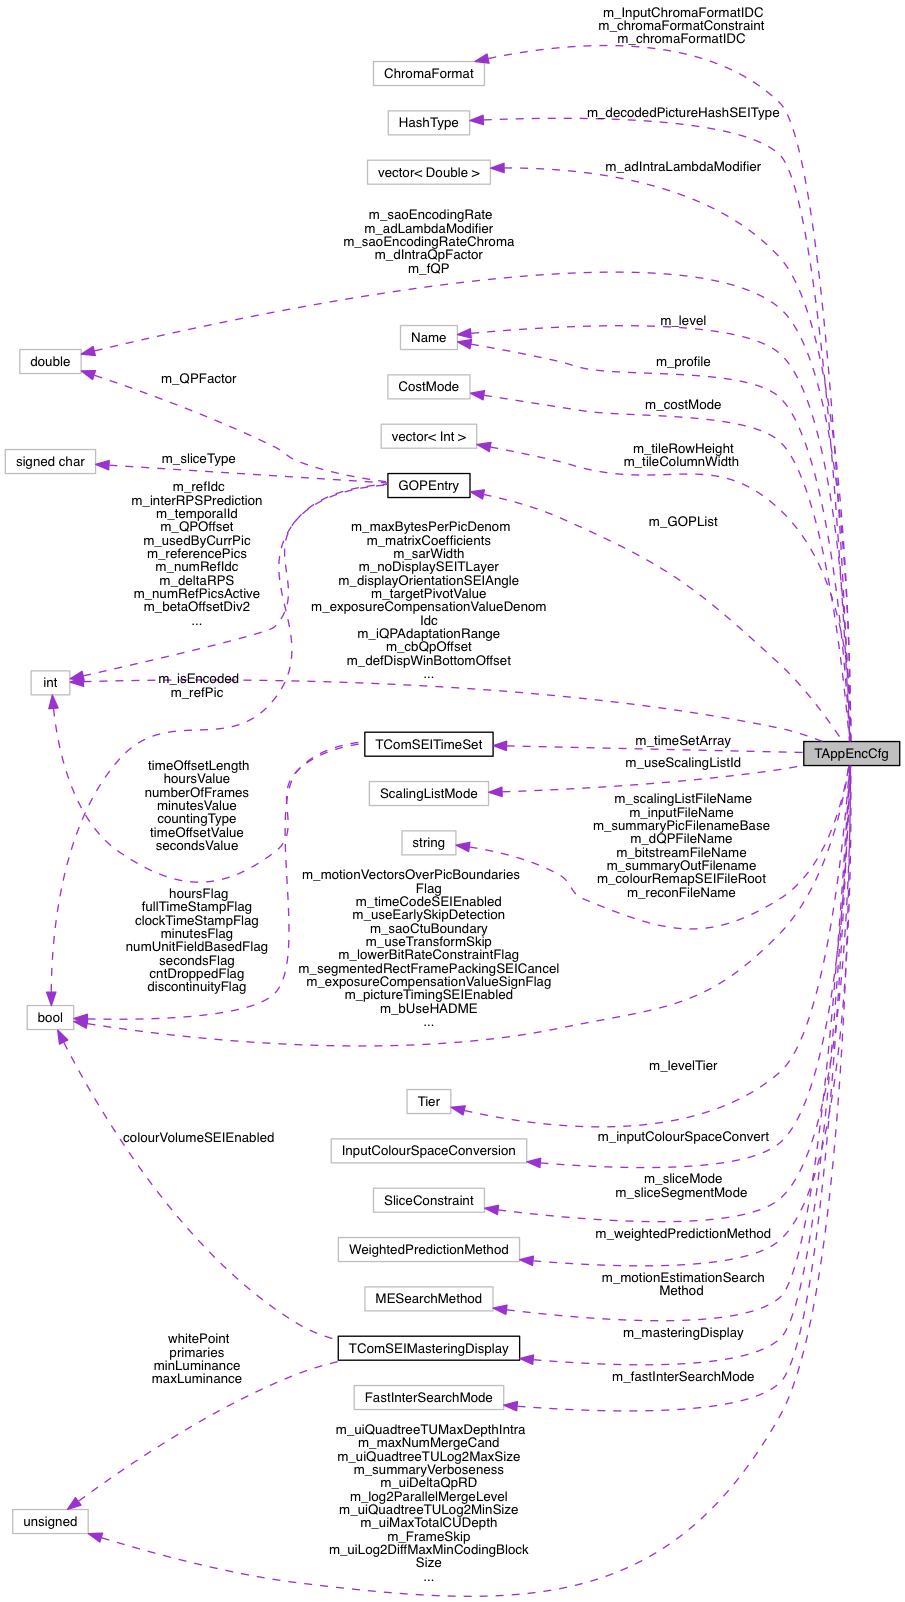 m_InputChromaFormatIDC
m_chromaFormatConstraint
m_chromaFormatIDC
ChromaFormat
HashType
m_decodedPictureHashSEIType
vector< Double >
m_adIntraLambdaModifier
m_saoEncodingRate
m_adLambdaModifier
m_saoEncodingRateChroma
m_dIntraQpFactor
m_fQP
Name
m_level
double
m_profile
m_QPFactor
CostMode
m_costMode
vector< Int >
m_tileRowHeight
m_tileColumnWidth
signed char
m_sliceType
GOPEntry
m_GOPList
m_refIdc
m_interRPSPrediction
m_temporalId
m_QPOffset
m_usedByCurrPic
m_referencePics
m_numRefIdc
m_deltaRPS
m_numRefPicsActive
m_betaOffsetDiv2
...
m_maxBytesPerPicDenom
m_matrixCoefficients
m_sarWidth
m_noDisplaySEITLayer
m_displayOrientationSEIAngle
m_targetPivotValue
m_exposureCompensationValueDenom
Idc
m_iQPAdaptationRange
m_cbQpOffset
m_defDispWinBottomOffset
...
int
m_isEncoded
m_refPic
TComSEITimeSet
m_timeSetArray
TAppEncCfg
m_useScalingListId
timeOffsetLength
hoursValue
numberOfFrames
minutesValue
countingType
timeOffsetValue
secondsValue
ScalingListMode
string
m_scalingListFileName
m_inputFileName
m_summaryPicFilenameBase
m_dQPFileName
m_bitstreamFileName
m_summaryOutFilename
m_colourRemapSEIFileRoot
m_reconFileName
hoursFlag
fullTimeStampFlag
clockTimeStampFlag
minutesFlag
numUnitFieldBasedFlag
secondsFlag
cntDroppedFlag
discontinuityFlag
m_motionVectorsOverPicBoundaries
Flag
m_timeCodeSEIEnabled
m_useEarlySkipDetection
m_saoCtuBoundary
m_useTransformSkip
m_lowerBitRateConstraintFlag
m_segmentedRectFramePackingSEICancel
m_exposureCompensationValueSignFlag
m_pictureTimingSEIEnabled
m_bUseHADME
...
bool
m_levelTier
Tier
colourVolumeSEIEnabled
InputColourSpaceConversion
m_inputColourSpaceConvert
SliceConstraint
m_sliceMode
m_sliceSegmentMode
WeightedPredictionMethod
m_weightedPredictionMethod
MESearchMethod
m_motionEstimationSearch
Method
whitePoint
primaries
minLuminance
maxLuminance
TComSEIMasteringDisplay
m_masteringDisplay
FastInterSearchMode
m_fastInterSearchMode
m_uiQuadtreeTUMaxDepthIntra
m_maxNumMergeCand
m_uiQuadtreeTULog2MaxSize
m_summaryVerboseness
m_uiDeltaQpRD
m_log2ParallelMergeLevel
m_uiQuadtreeTULog2MinSize
m_uiMaxTotalCUDepth
m_FrameSkip
m_uiLog2DiffMaxMinCodingBlock
Size
...
unsigned